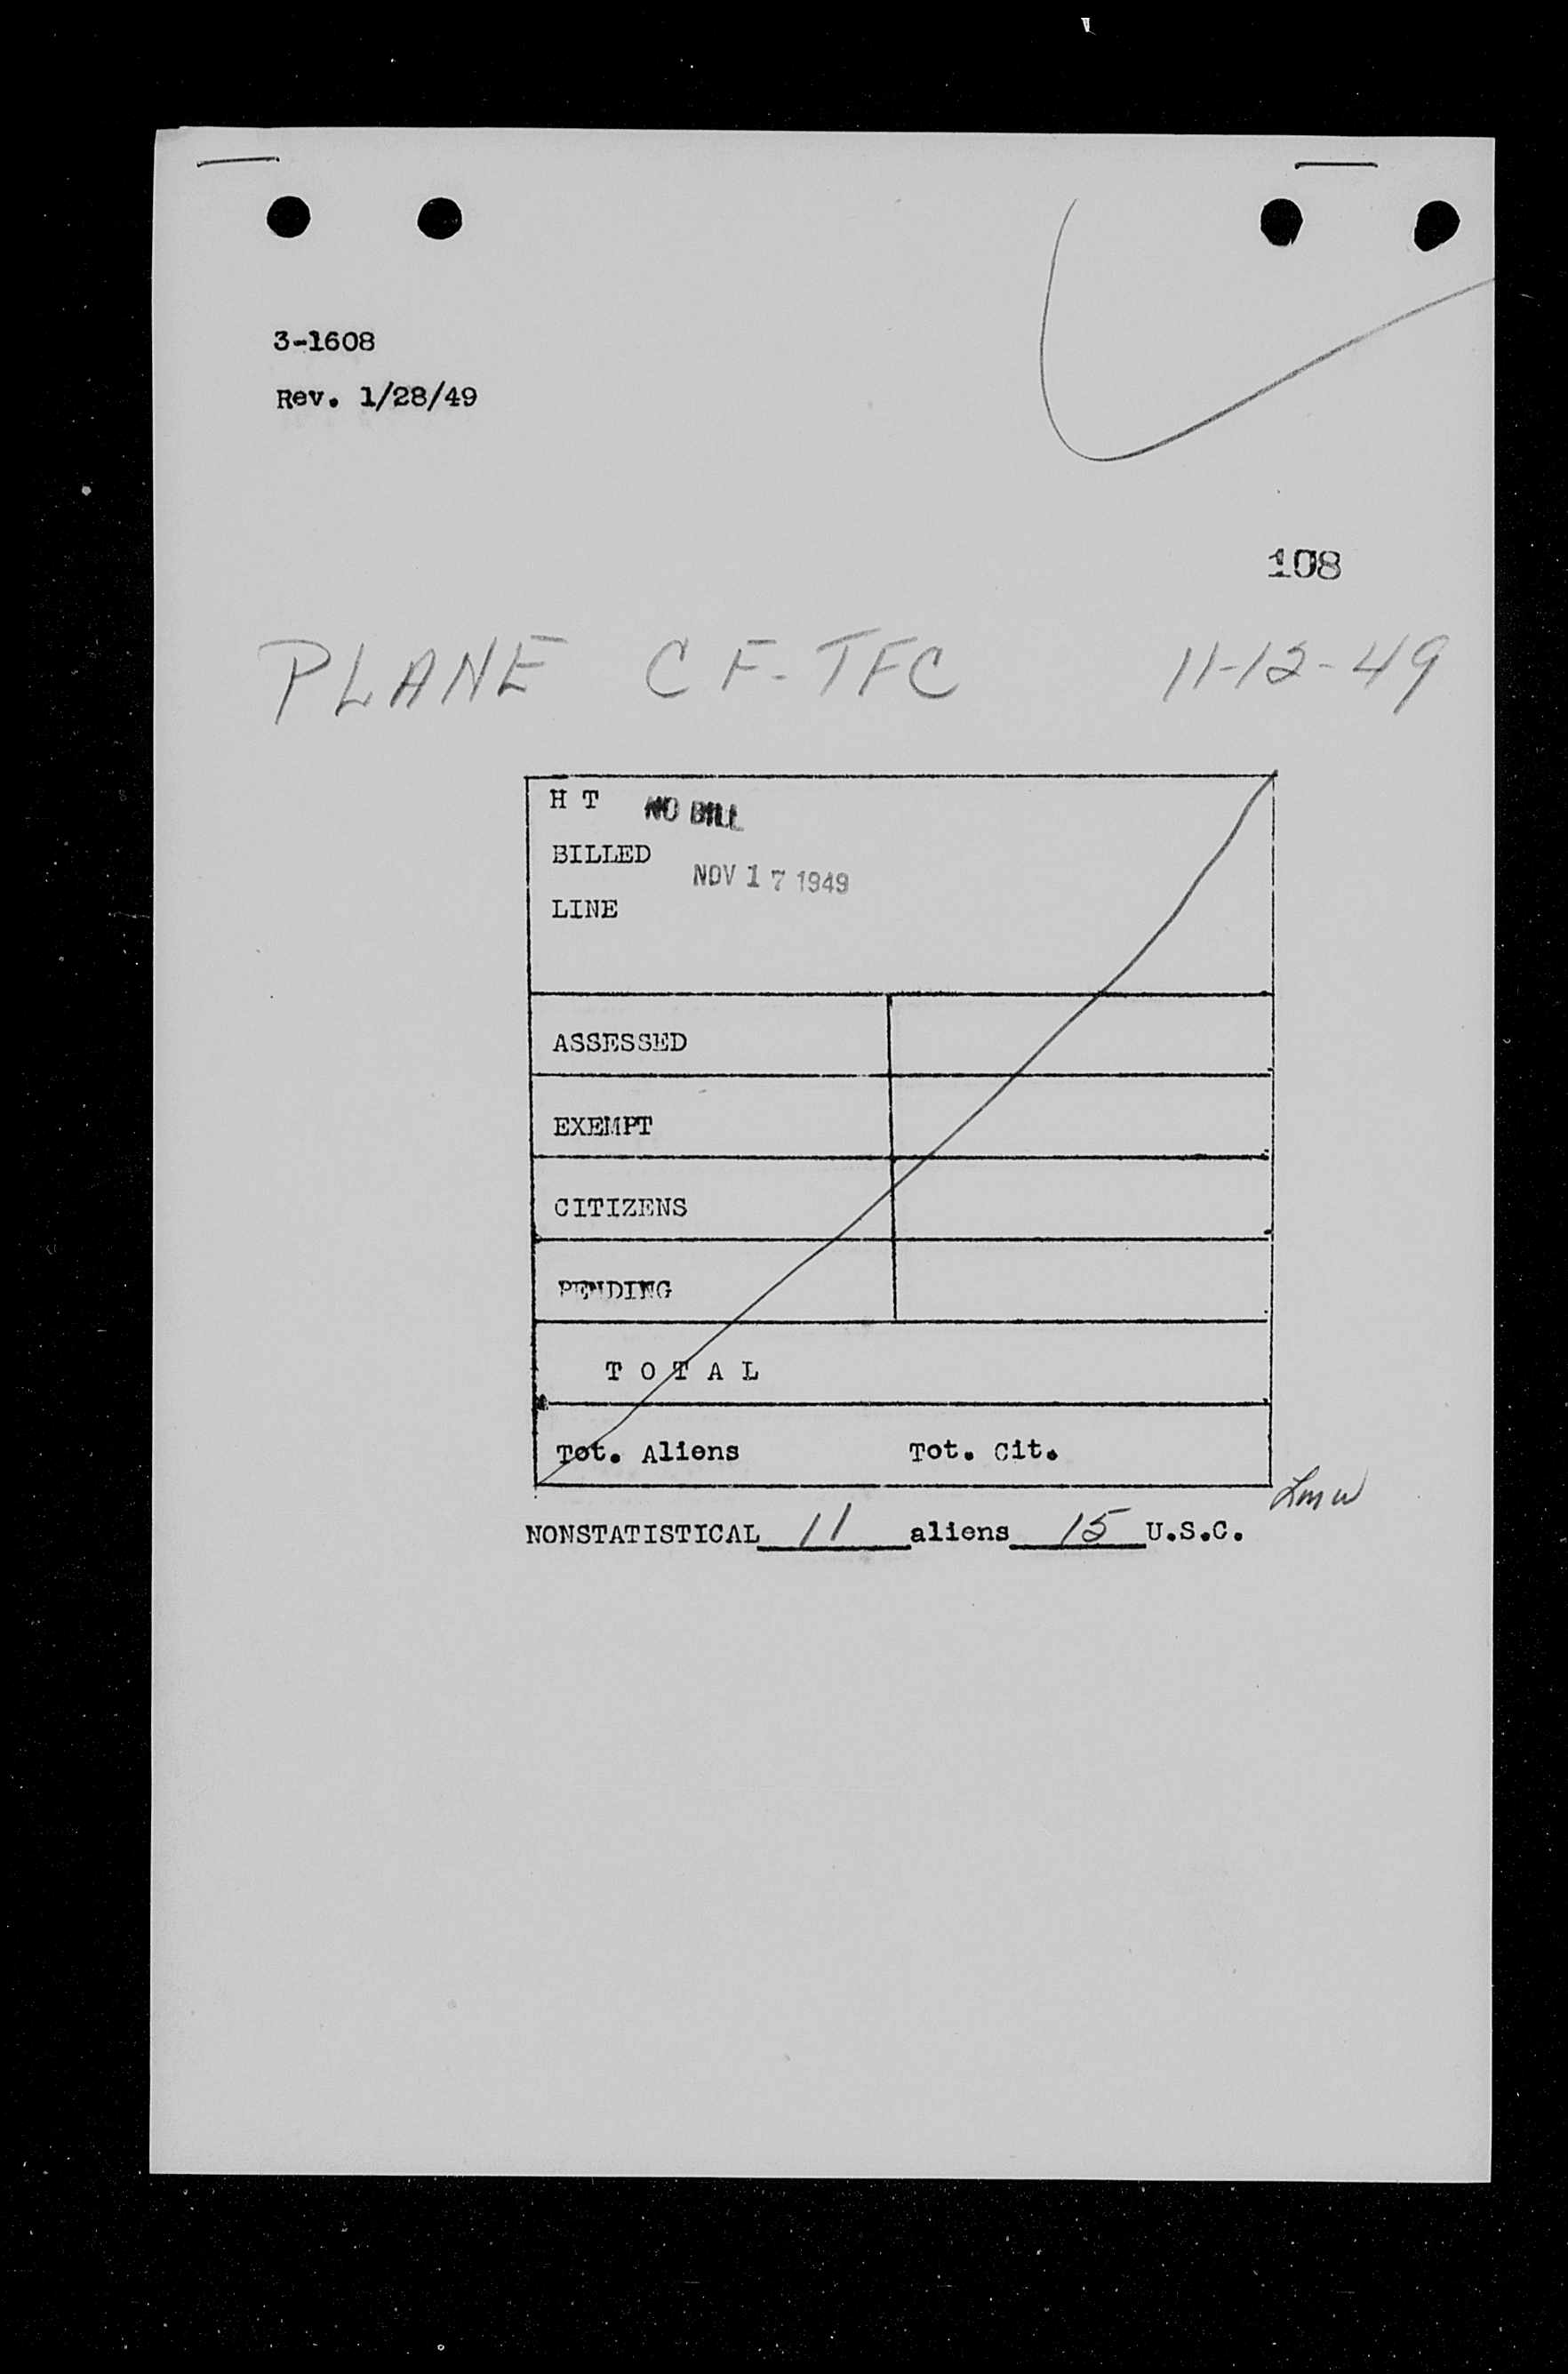 3-1608
Rev. 1/28/49
108
PLANE CF-TFC 11-12-49
H T NO BILL
BILLED
NOV 17 1949
LINE
ASSESSED
EXEMPT
CITIZENS
PENDING
T O T A L
Tot. Aliens Tot. Cit.
Lmw
NONSTATISTICAL 11 aliens 15 U.S.C.